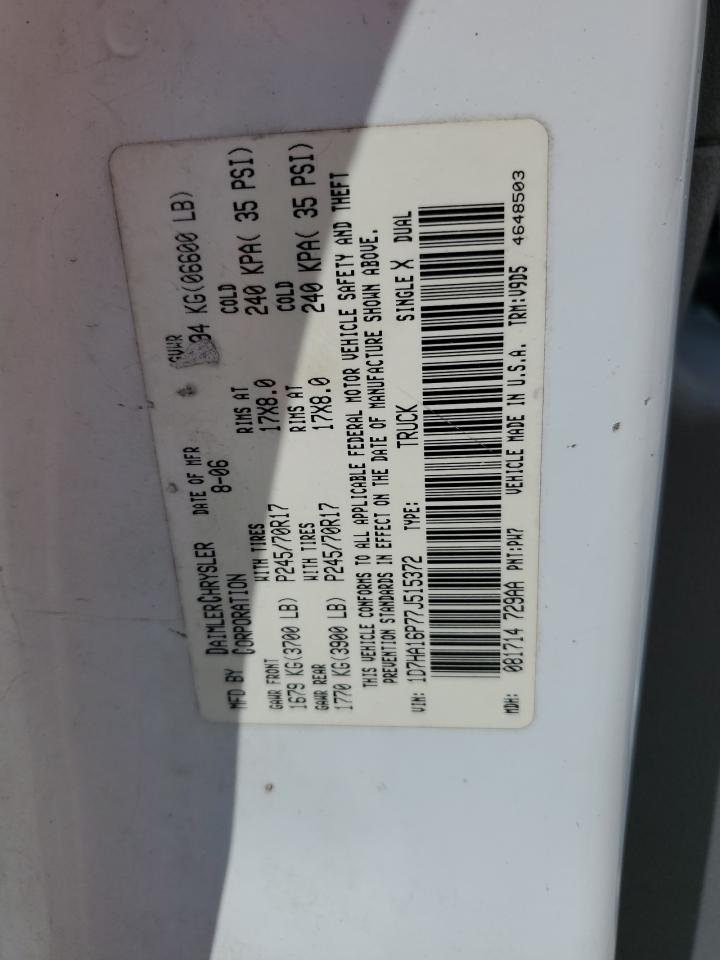 MFD BY DAIMLERCHRYSLER CORPORATION
DATE OF MFR 8-06
GVWR 94 KG(06600 LB)
GAWR FRONT WITH TIRES RIMS AT COLD
1679 KG(3700 LB) P245/70R17 17X8.0 240 KPA( 35 PSI)
GAWR REAR WITH TIRES RIMS AT COLD
1770 KG(3900 LB) P245/70R17 17X8.0 240 KPA( 35 PSI)
THIS VEHICLE CONFORMS TO ALL APPLICABLE FEDERAL MOTOR VEHICLE SAFETY AND THEFT
PREVENTION STANDARDS IN EFFECT ON THE DATE OF MANUFACTURE SHOWN ABOVE.
VIN: 1D7HA16P77J515372 TYPE: TRUCK SINGLE X DUAL
MDH: 081714 729AA PNT:PW7 VEHICLE MADE IN U.S.A. TRM:V9D5 4648503